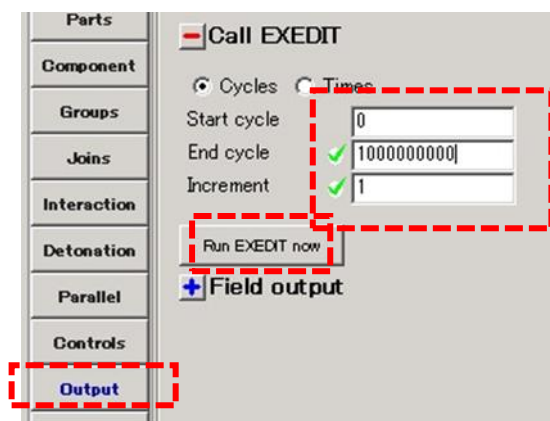 Parts
Component
Groups
Joins
Interaction
Detonation
Parallel
Controls
Output
Call EXEDIT
Cycles Times
Start cycle 0
End cycle 1000000000
Increment 1
Run EXEDIT now
Field output